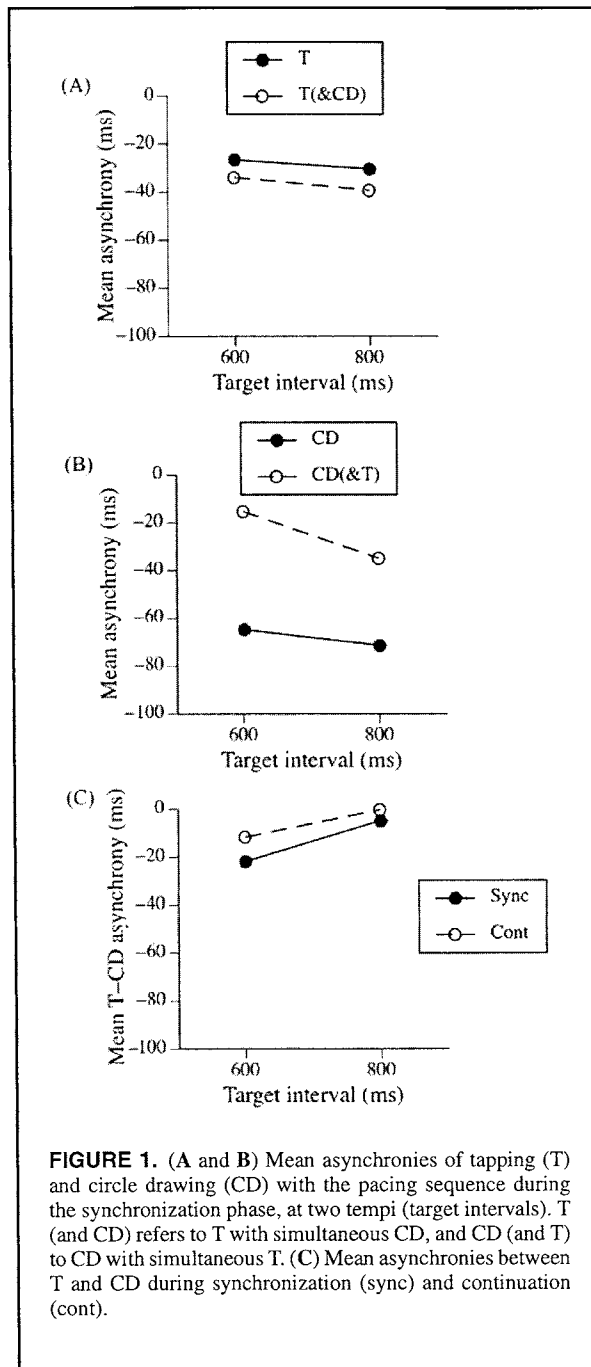 T
T(&CD)
(A)
0
−20
−40
−60
−80
−100
Mean asynchrony (ms)
600
800
Target interval (ms)
CD
CD(&T)
(B)
0
−20
−40
−60
−80
−100
Mean asynchrony (ms)
600
800
Target interval (ms)
(C)
0
−20
−40
−60
−80
−100
Mean T–CD asynchrony (ms)
Sync
Cont
600
800
Target interval (ms)
FIGURE 1. (A and B) Mean asynchronies of tapping (T)
and circle drawing (CD) with the pacing sequence during
the synchronization phase, at two tempi (target intervals). T
(and CD) refers to T with simultaneous CD, and CD (and T)
to CD with simultaneous T. (C) Mean asynchronies between
T and CD during synchronization (sync) and continuation
(cont).